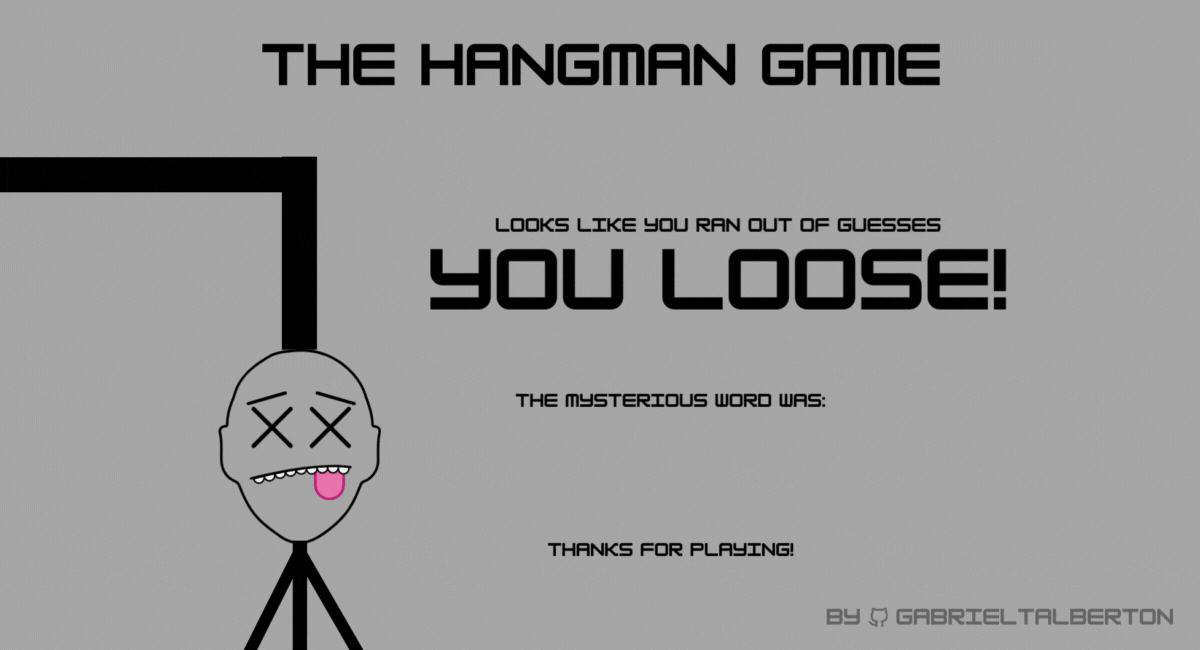 THE HANGMAN GAME
LOOKS LIKE YOU RAN OUT OF GUESSES
YOU LOOSE!
THE MYSTERIOUS WORD WAS:
THANKS FOR PLAYING!
BY GABRIELTALBERTON